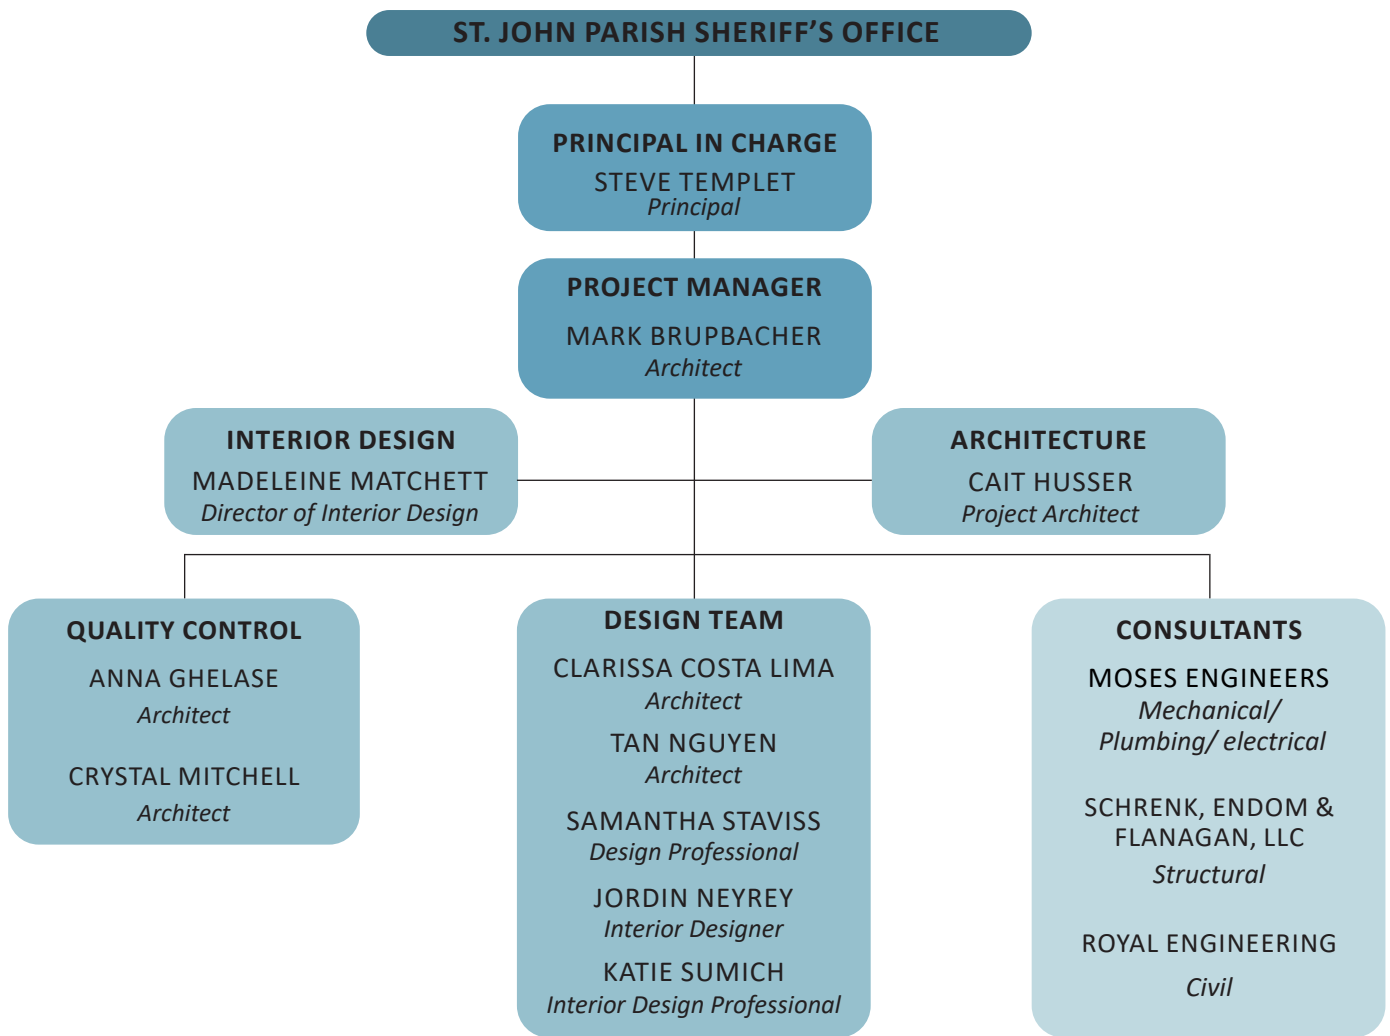 ST. JOHN PARISH SHERIFF’S OFFICE
PRINCIPAL IN CHARGE
STEVE TEMPLET
Principal
PROJECT MANAGER
MARK BRUPBACHER
Architect
INTERIOR DESIGN
MADELEINE MATCHETT
Director of Interior Design
ARCHITECTURE
CAIT HUSSER
Project Architect
QUALITY CONTROL
ANNA GHELASE
Architect
CRYSTAL MITCHELL
Architect
DESIGN TEAM
CLARISSA COSTA LIMA
Architect
TAN NGUYEN
Architect
SAMANTHA STAVISS
Design Professional
JORDIN NEYREY
Interior Designer
KATIE SUMICH
Interior Design Professional
CONSULTANTS
MOSES ENGINEERS
Mechanical/
Plumbing/ electrical
SCHRENK, ENDOM &
FLANAGAN, LLC
Structural
ROYAL ENGINEERING
Civil